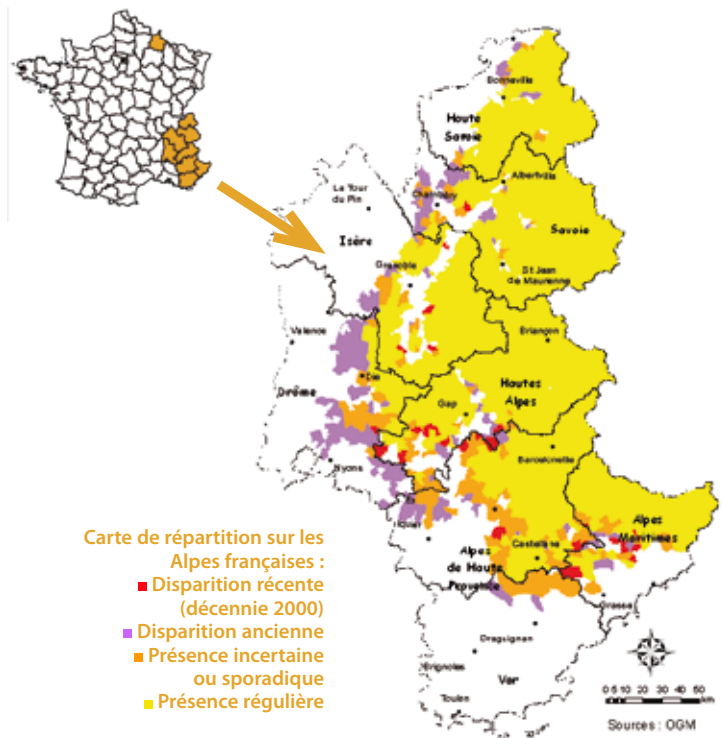 Bonneville
Haute
Savoie
Albertville
La Tour
du Pin
Chambéry
Isère
Savoie
Grenoble
St Jean
de Maurienne
Valence
Briançon
Die
Drôme
Hautes
Alpes
Gap
Barcelonnette
Nyons
Alpes
Maritimes
Castellane
Alpes
de Haute
Provence
Grasse
Draguignan
Brignoles
Var
Toulon
Carte de répartition sur les
Alpes françaises :
Disparition récente
(décennie 2000)
Disparition ancienne
Présence incertaine
ou sporadique
Présence régulière
0 5 10 20 30 40 50
km
Sources : OGM